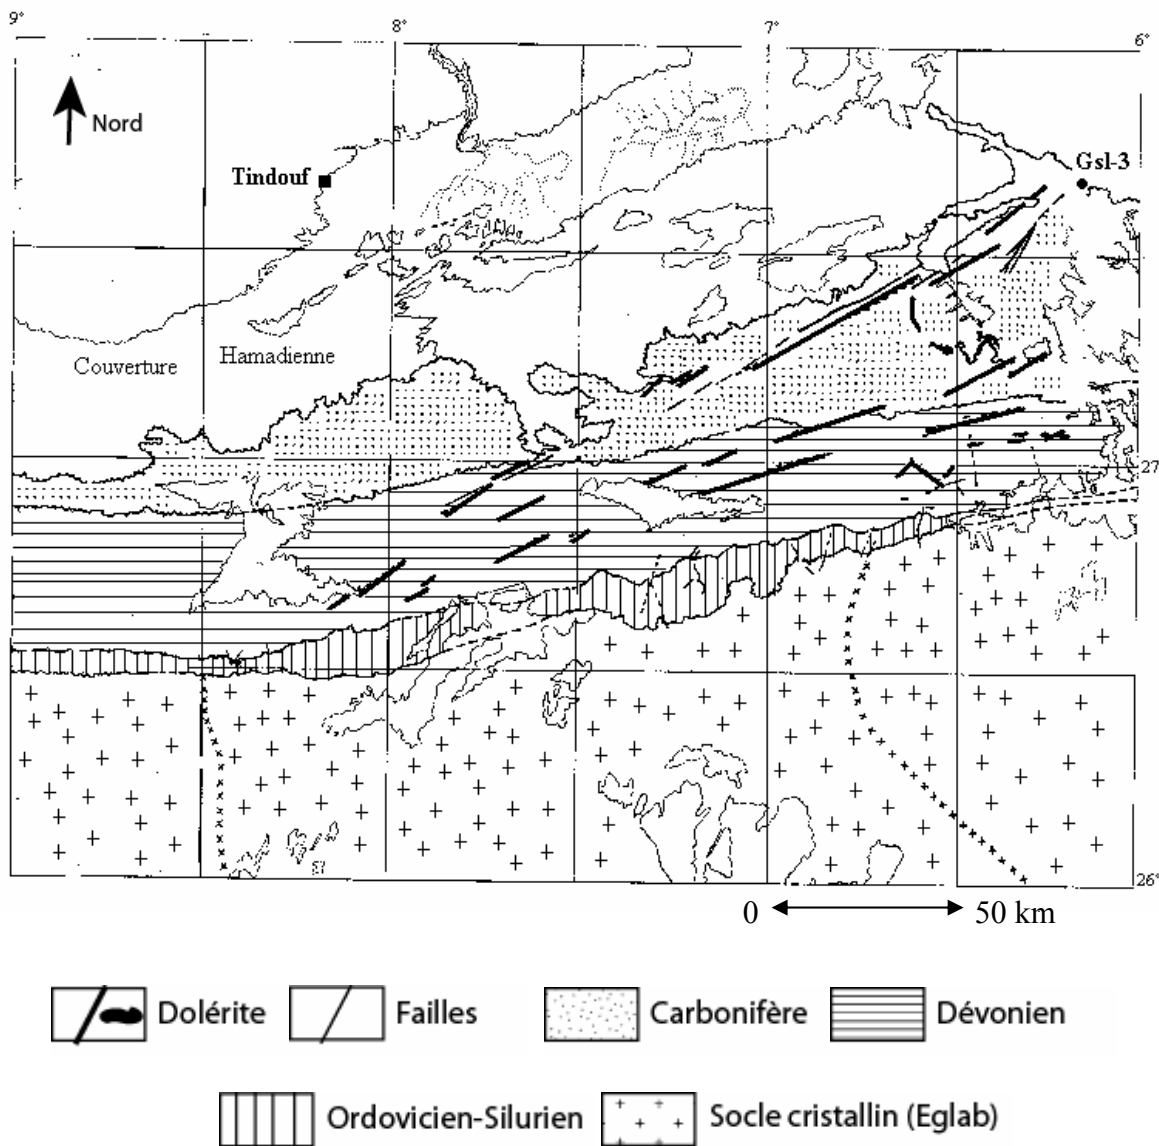 9°
8°
7°
6°
Nord
Tindouf
Gsl-3
Couverture
Hamadienne
27
26°
0
50 km
Dolérite
Failles
Carbonifère
Dévonien
Ordovicien-Silurien
Socle cristallin (Eglab)